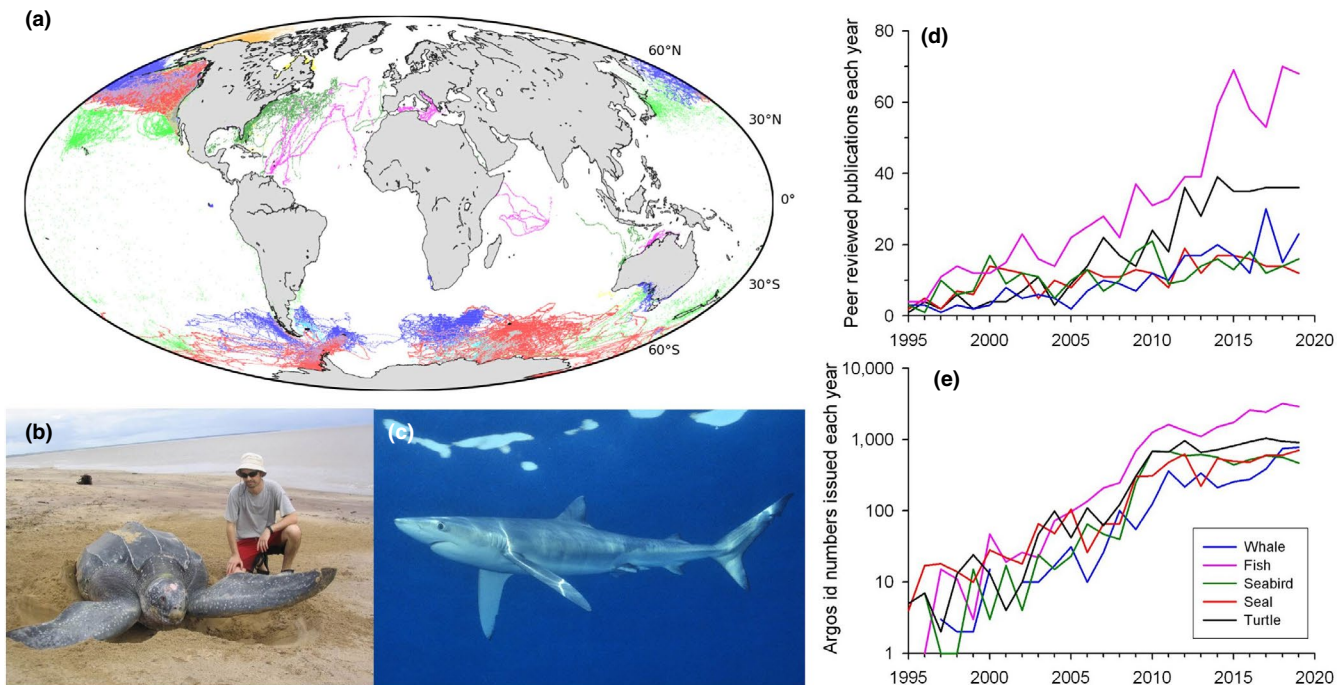 (a)
60°N
30°N
0°
30°S
60°S
(b)
(c)
(d)
Peer reviewed publications each year
80
60
40
20
0
1995 2000 2005 2010 2015 2020
(e)
Argos id numbers issued each year
10,000
1,000
100
10
1
Whale
Fish
Seabird
Seal
Turtle
1995 2000 2005 2010 2015 2020